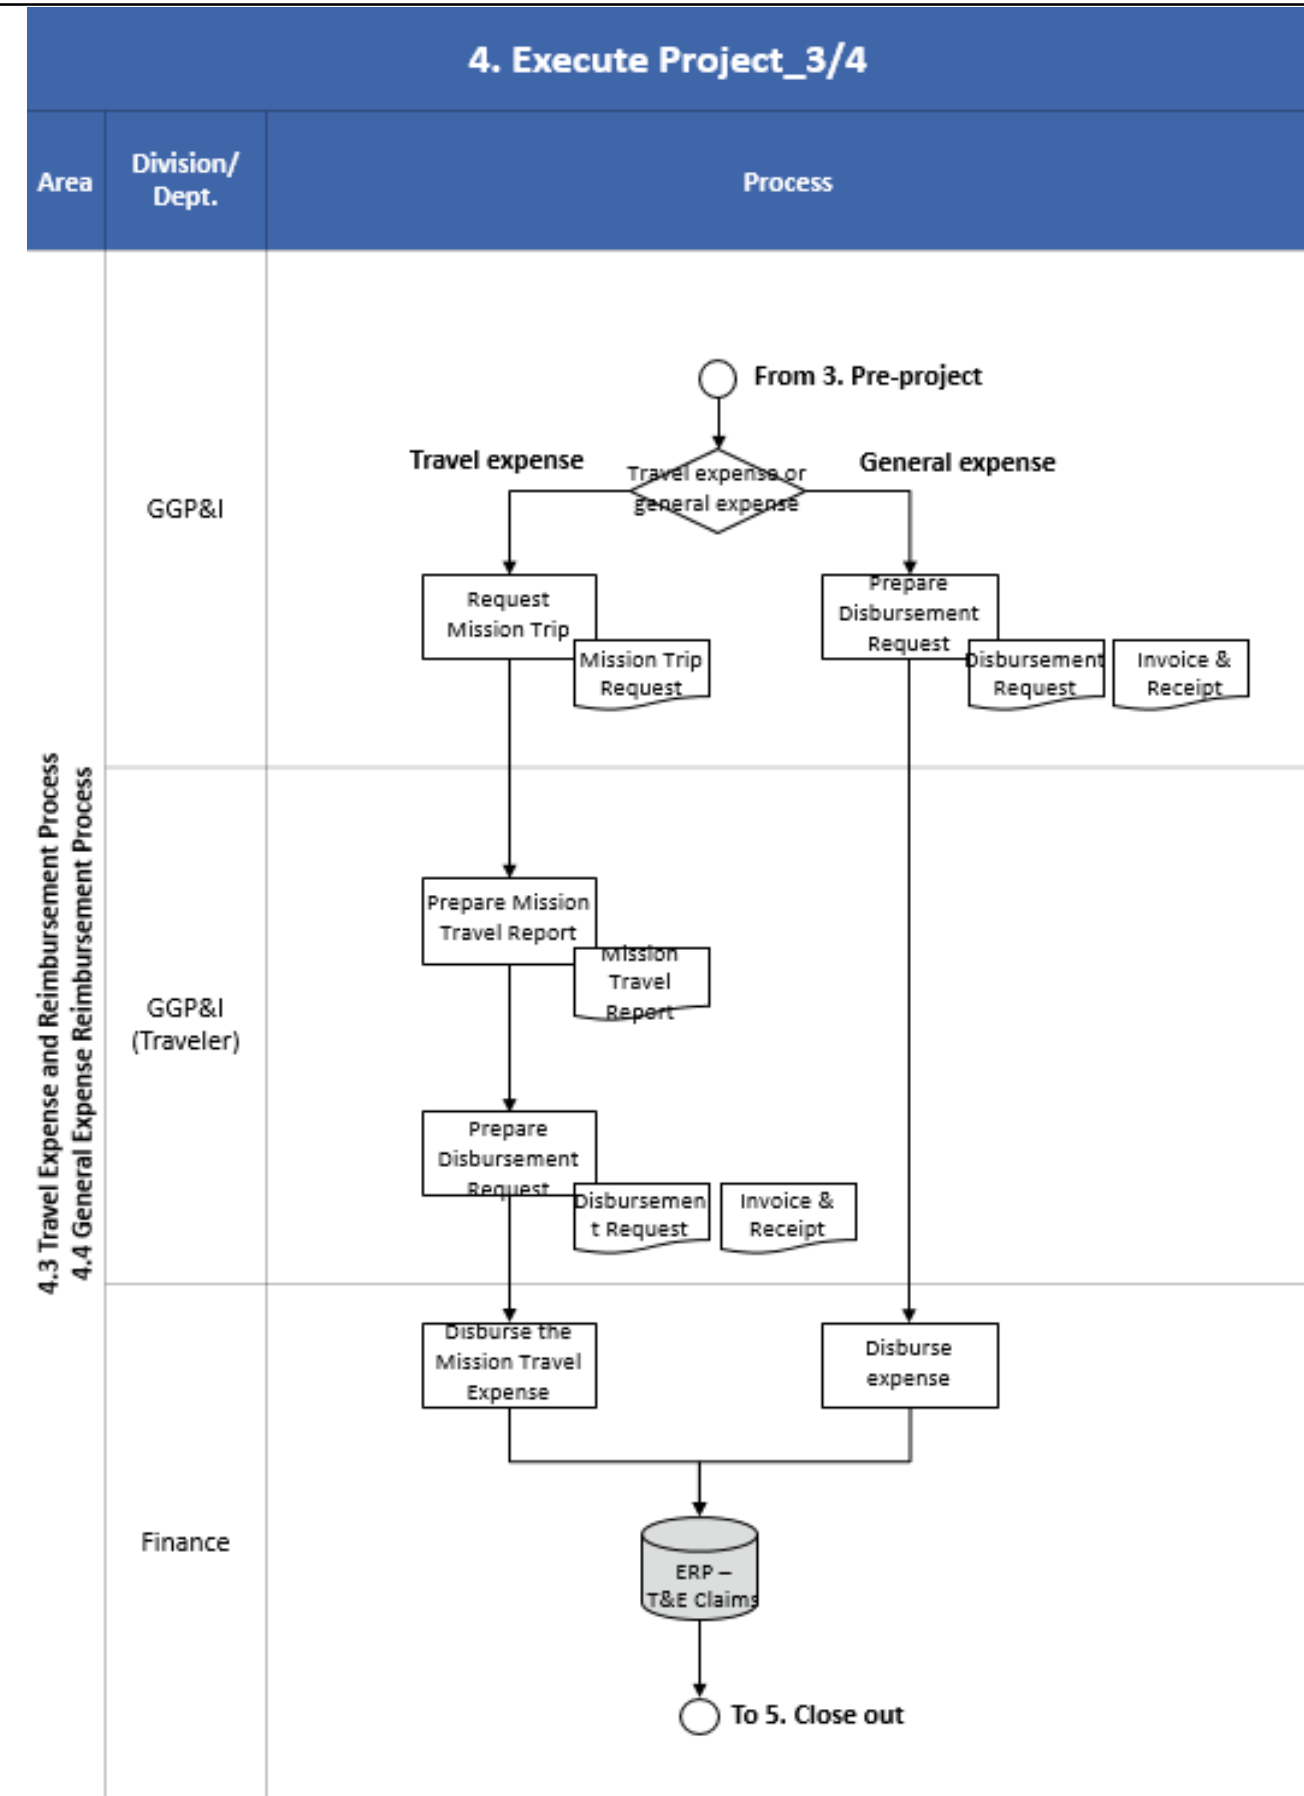 4. Execute Project_3/4
Area
Division/
Dept.
Process
From 3. Pre-project
Travel expense
General expense
Travel expense or
general expense
GGP&I
Request
Mission Trip
Mission Trip
Request
Prepare
Disbursement
Request
Disbursement
Request
Invoice &
Receipt
4.3 Travel Expense and Reimbursement Process
4.4 General Expense Reimbursement Process
GGP&I
(Traveler)
Prepare Mission
Travel Report
Mission
Travel
Report
Prepare
Disbursement
Request
Disbursemen
t Request
Invoice &
Receipt
Finance
Disburse the
Mission Travel
Expense
Disburse
expense
ERP –
T&E Claims
To 5. Close out